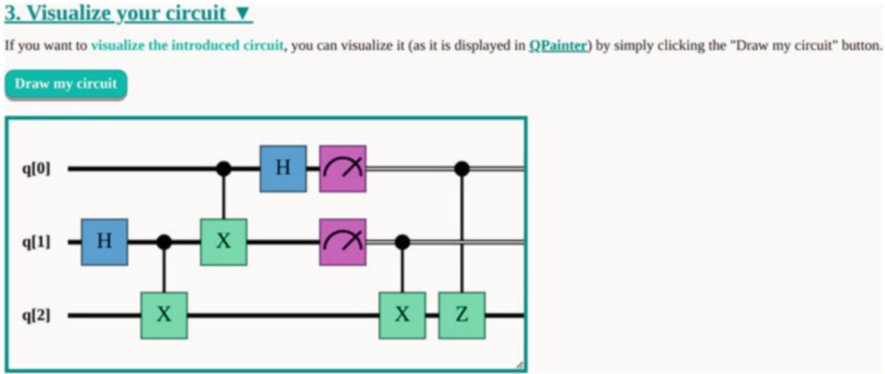 3. Visualize your circuit ▼
If you want to visualize the introduced circuit, you can visualize it (as it is displayed in QPainter) by simply clicking the "Draw my circuit" button.
Draw my circuit
q[0] H
q[1] H X
q[2] X X Z